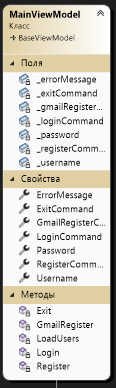 MainViewModel
Класс
BaseViewModel
Поля
_errorMessage
_exitCommand
_gmailRegister...
_loginCommand
_password
_registerComm...
_username
Свойства
ErrorMessage
ExitCommand
GmailRegisterC...
LoginCommand
Password
RegisterComm...
Username
Методы
Exit
GmailRegister
LoadUsers
Login
Register